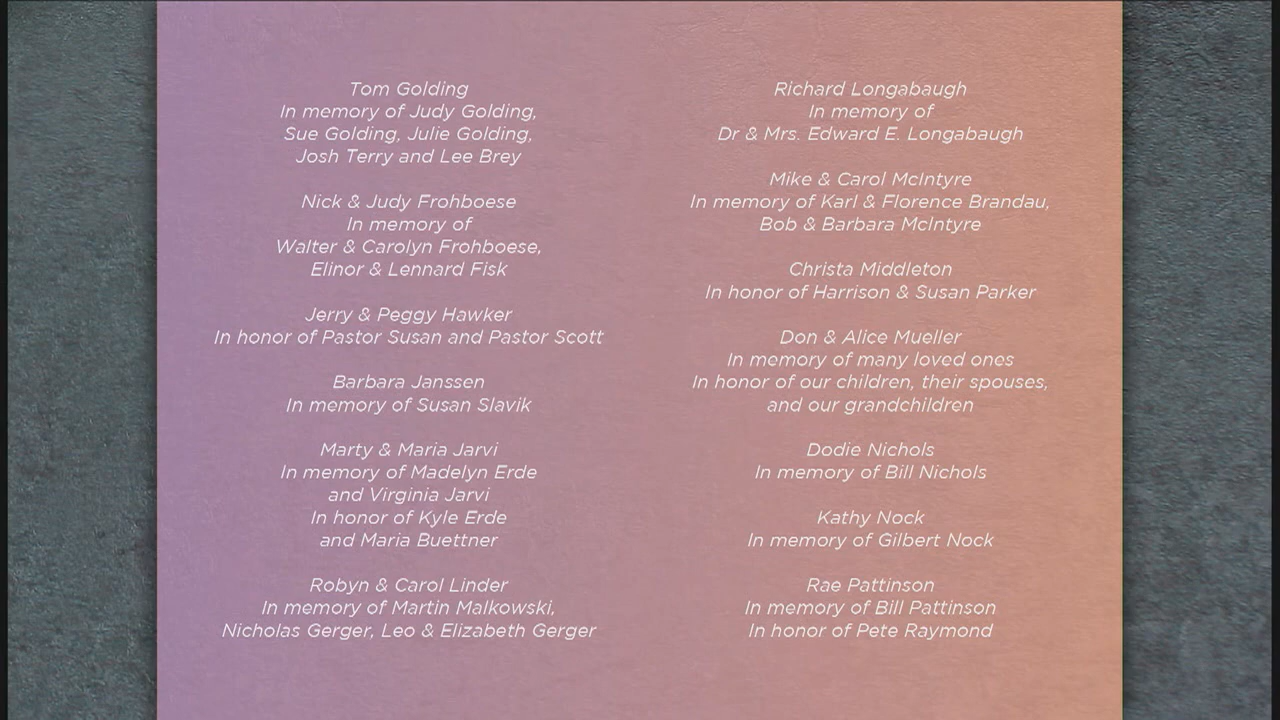 Tom Golding
In memory of Judy Golding,
Sue Golding, Julie Golding,
Josh Terry and Lee Brey
Nick & Judy Frohboese
In memory of
Walter & Carolyn Frohboese,
Elinor & Lennard Fisk
Jerry & Peggy Hawker
In honor of Pastor Susan and Pastor Scott
Barbara Janssen
In memory of Susan Slavik
Marty & Maria Jarvi
In memory of Madelyn Erde
and Virginia Jarvi
In honor of Kyle Erde
and Maria Buettner
Robyn & Carol Linder
In memory of Martin Malkowski,
Nicholas Gerger, Leo & Elizabeth Gerger
Richard Longabaugh
In memory of
Dr & Mrs. Edward E. Longabaugh
Mike & Carol McIntyre
In memory of Karl & Florence Brandau,
Bob & Barbara McIntyre
Christa Middleton
In honor of Harrison & Susan Parker
Don & Alice Mueller
In memory of many loved ones
In honor of our children, their spouses,
and our grandchildren
Dodie Nichols
In memory of Bill Nichols
Kathy Nock
In memory of Gilbert Nock
Rae Pattinson
In memory of Bill Pattinson
In honor of Pete Raymond